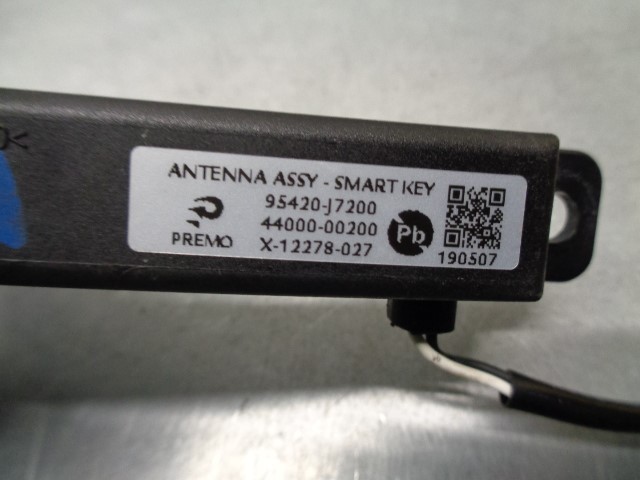 ANTENNA ASSY - SMART KEY
95420-J7200
44000-00200
PREMO
X-12278-027
Pb
190507